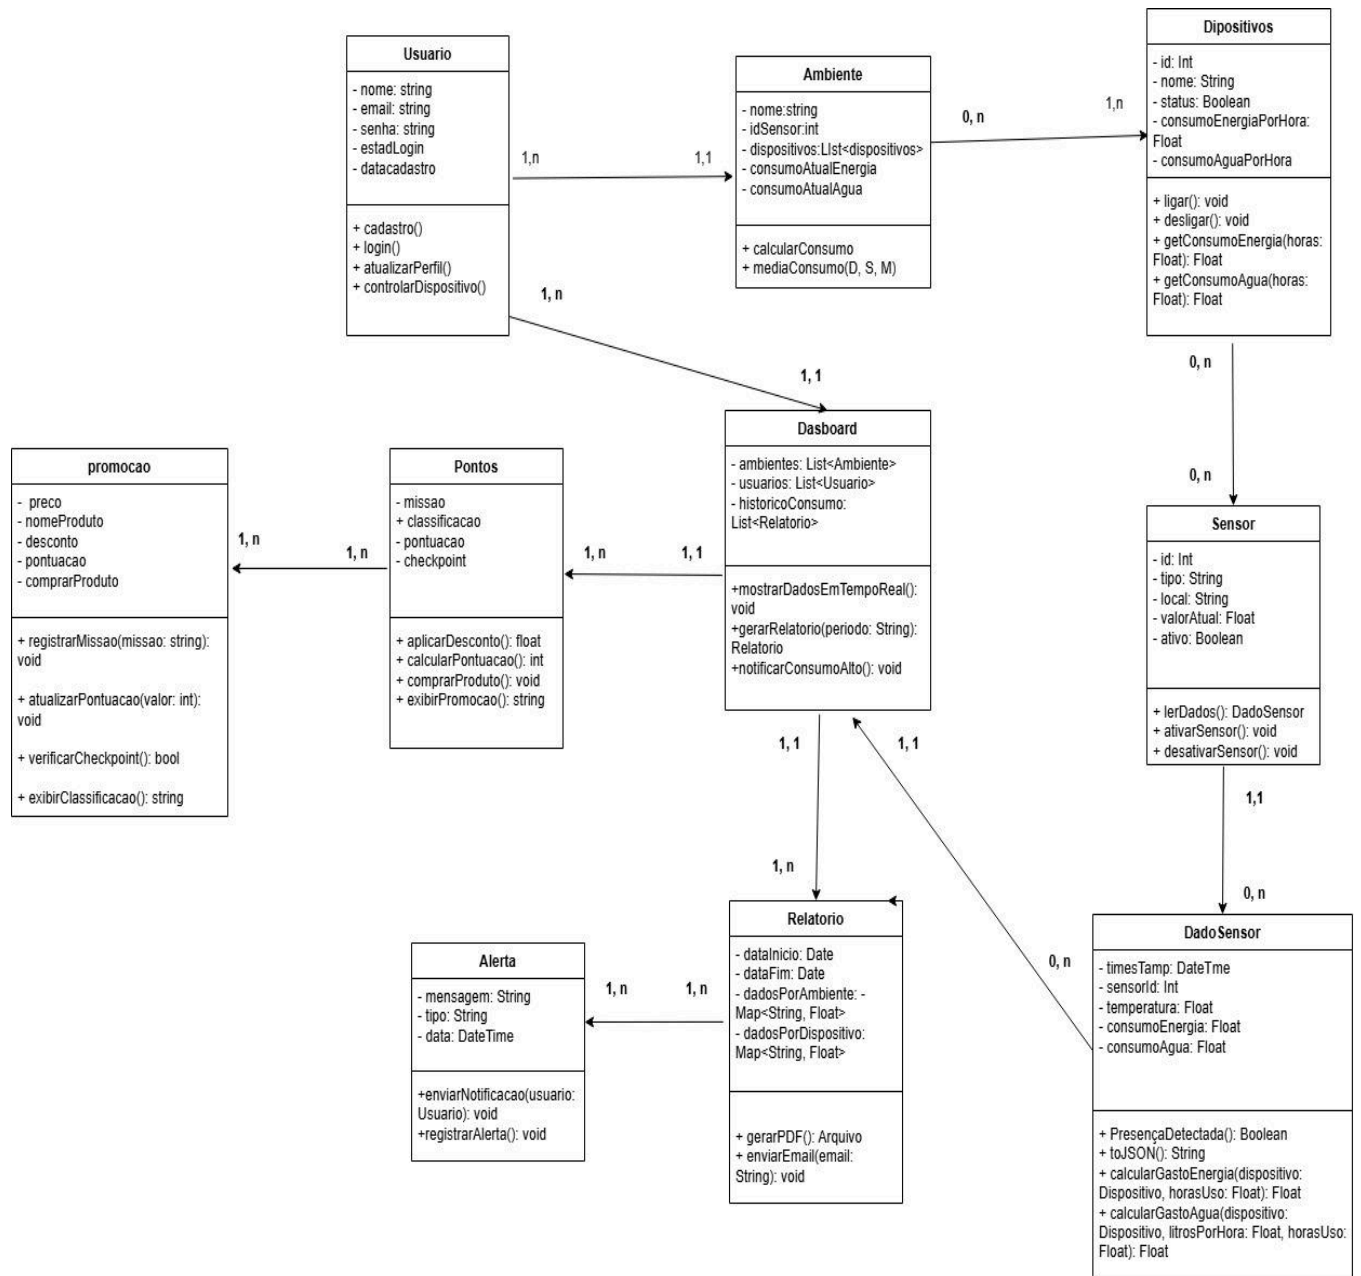 Usuario
- nome: string
- email: string
- senha: string
- estadLogin
- datacadastro
+ cadastro()
+ login()
+ atualizarPerfil()
+ controlarDispositivo()
1,n
1,1
Ambiente
- nome:string
- idSensor:int
- dispositivos:LIst<dispositivos>
- consumoAtualEnergia
- consumoAtualAgua
+ calcularConsumo
+ mediaConsumo(D, S, M)
0, n
1,n
Dipositivos
- id: Int
- nome: String
- status: Boolean
- consumoEnergiaPorHora:
Float
- consumoAguaPorHora
+ ligar(): void
+ desligar(): void
+ getConsumoEnergia(horas:
Float): Float
+ getConsumoAgua(horas:
Float): Float
1, n
1, 1
0, n
0, n
promocao
-  preco
- nomeProduto
- desconto
- pontuacao
- comprarProduto
+ registrarMissao(missao: string):
void
+ atualizarPontuacao(valor: int):
void
+ verificarCheckpoint(): bool
+ exibirClassificacao(): string
1, n
1, n
Pontos
- missao
+ classificacao
- pontuacao
- checkpoint
+ aplicarDesconto(): float
+ calcularPontuacao(): int
+ comprarProduto(): void
+ exibirPromocao(): string
1, n
1, 1
Dasboard
- ambientes: List<Ambiente>
- usuarios: List<Usuario>
- historicoConsumo:
List<Relatorio>
+mostrarDadosEmTempoReal():
void
+gerarRelatorio(periodo: String):
Relatorio
+notificarConsumoAlto(): void
Sensor
- id: Int
- tipo: String
- local: String
- valorAtual: Float
- ativo: Boolean
+ lerDados(): DadoSensor
+ ativarSensor(): void
+ desativarSensor(): void
1, 1
1, 1
1,1
1, n
0, n
0, n
Alerta
- mensagem: String
- tipo: String
- data: DateTime
+enviarNotificacao(usuario:
Usuario): void
+registrarAlerta(): void
1, n
1, n
Relatorio
- dataInicio: Date
- dataFim: Date
- dadosPorAmbiente: -
Map<String, Float>
- dadosPorDispositivo:
Map<String, Float>
+ gerarPDF(): Arquivo
+ enviarEmail(email:
String): void
DadoSensor
- timesTamp: DateTme
- sensorId: Int
- temperatura: Float
- consumoEnergia: Float
- consumoAgua: Float
+ PresençaDetectada(): Boolean
+ toJSON(): String
+ calcularGastoEnergia(dispositivo:
Dispositivo, horasUso: Float): Float
+ calcularGastoAgua(dispositivo:
Dispositivo, litrosPorHora: Float, horasUso:
Float): Float